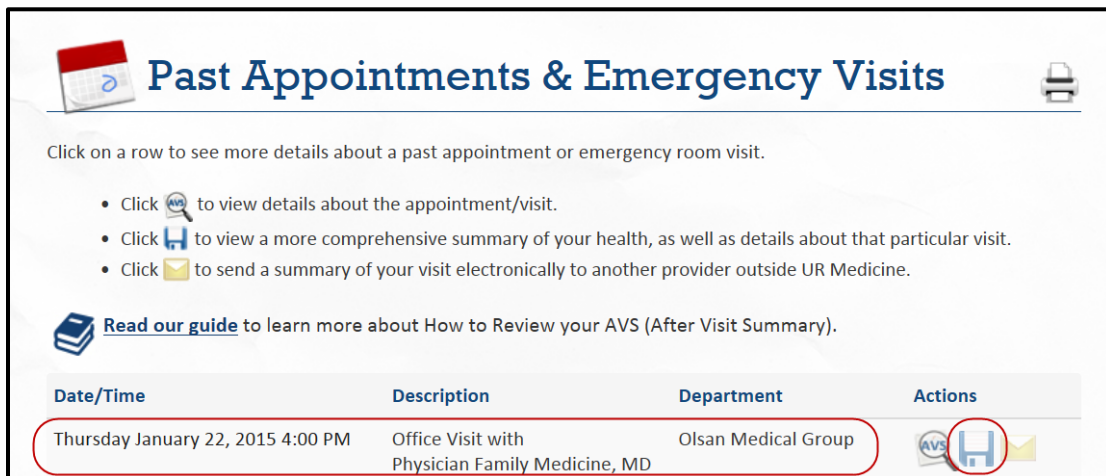 Past Appointments & Emergency Visits
Click on a row to see more details about a past appointment or emergency room visit.
• Click AVS to view details about the appointment/visit.
• Click to view a more comprehensive summary of your health, as well as details about that particular visit.
• Click to send a summary of your visit electronically to another provider outside UR Medicine.
Read our guide to learn more about How to Review your AVS (After Visit Summary).
Date/Time Description Department Actions
Thursday January 22, 2015 4:00 PM Office Visit with Olsan Medical Group AVS
Physician Family Medicine, MD